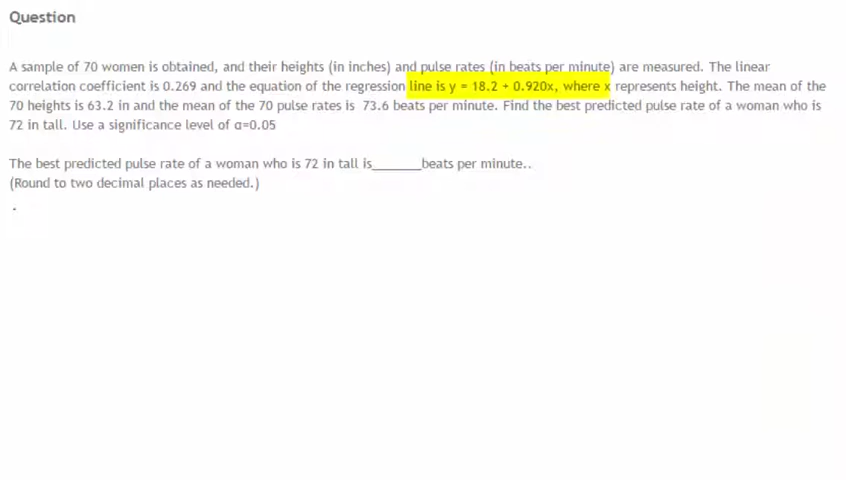 Question
A sample of 70 women is obtained, and their heights (in inches) and pulse rates (in beats per minute) are measured. The linear
correlation coefficient is 0.269 and the equation of the regression line is y = 18.2 + 0.920x, where x represents height. The mean of the
70 heights is 63.2 in and the mean of the 70 pulse rates is 73.6 beats per minute. Find the best predicted pulse rate of a woman who is
72 in tall. Use a significance level of α=0.05
The best predicted pulse rate of a woman who is 72 in tall is______beats per minute..
(Round to two decimal places as needed.)
.